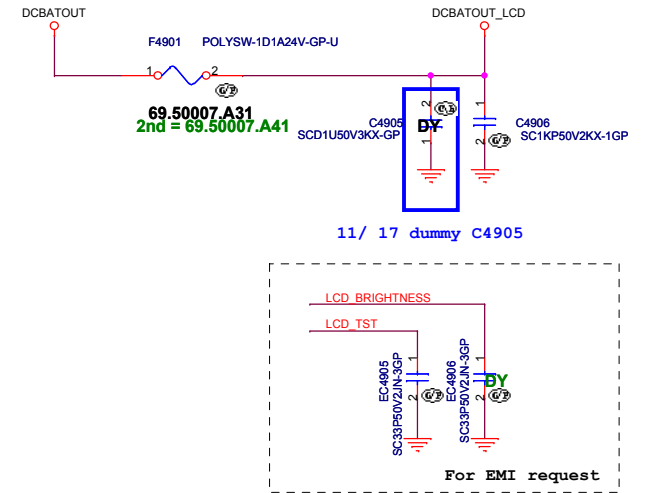 DCBATOUT
DCBATOUT_LCD
F4901 POLYSW-1D1A24V-GP-U
1 2
G/P
69.50007.A31
2nd = 69.50007.A41
C4905
SCD1U50V3KX-GP
2
1
DY
1
2
G/P
C4906
SC1KP50V2KX-1GP
11/ 17 dummy C4905
LCD_BRIGHTNESS
LCD_TST
EC4905
SC33P50V2JN-3GP
1
2
G/P
EC4906
SC33P50V2JN-3GP
1
2
DY
G/P
For EMI request